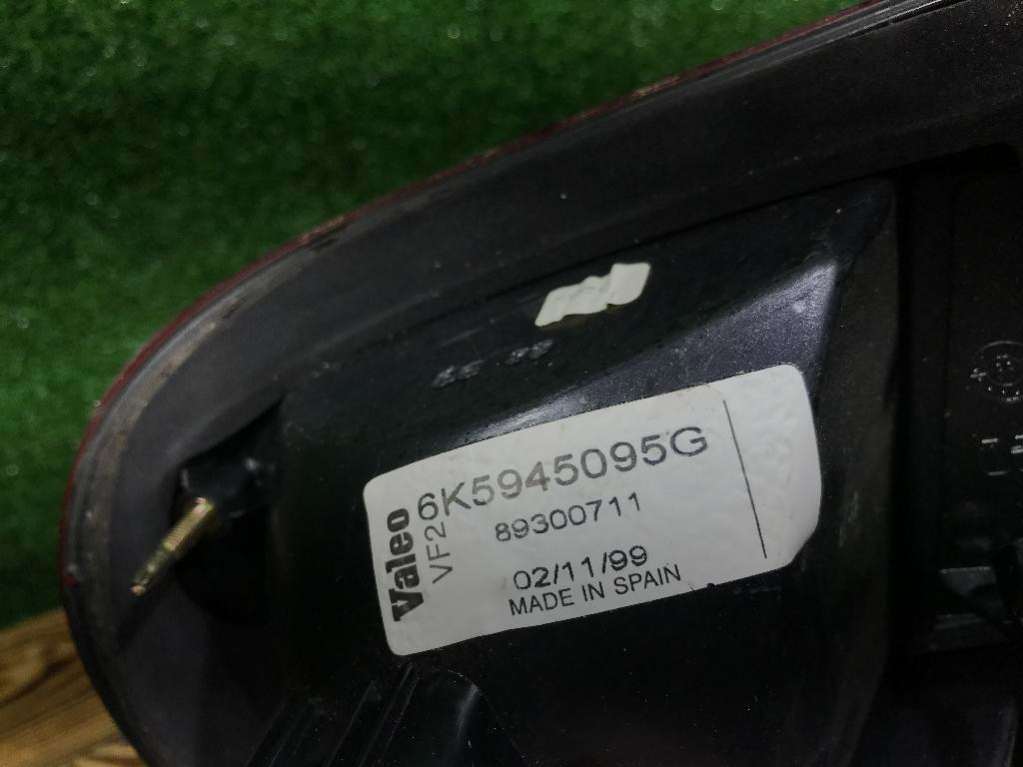 Valeo
VF2
6K5945095G
89300711
02/11/99
MADE IN SPAIN